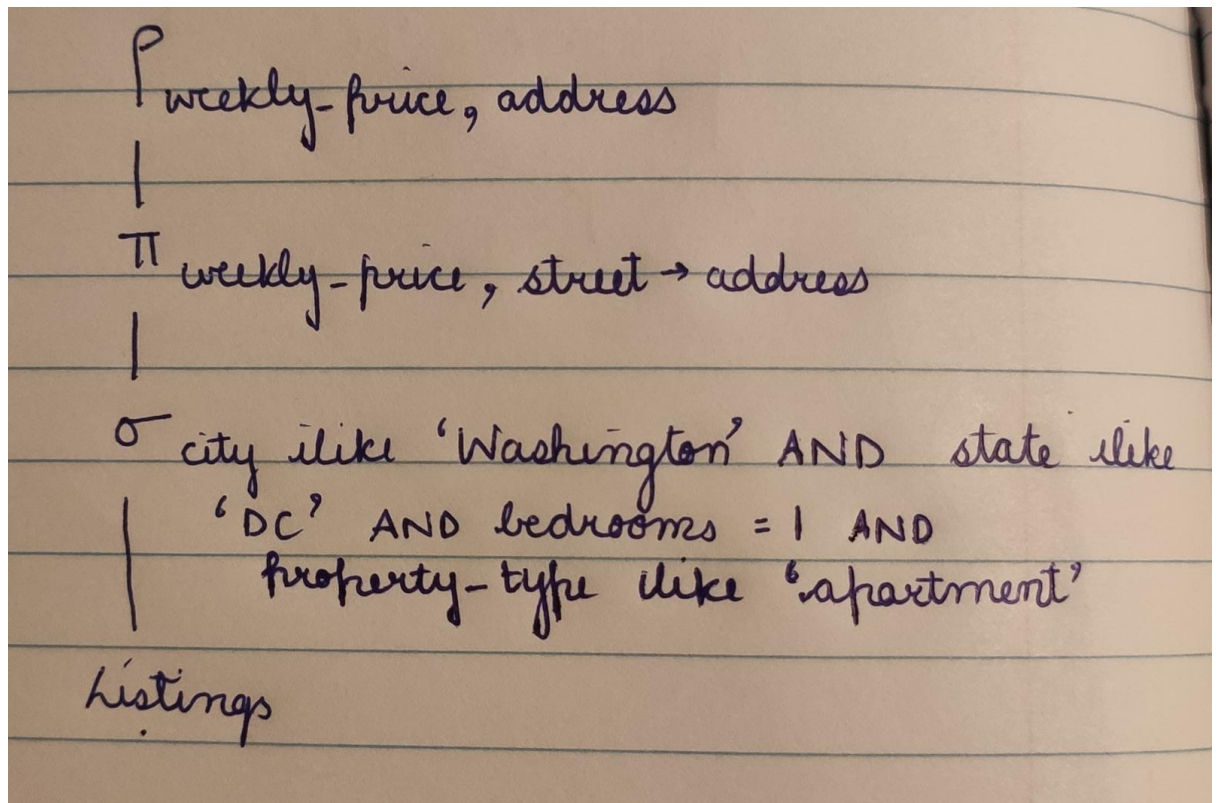 ρ weekly-price, address
π weekly-price, street → address
σ city ilike 'Washington' AND state ilike
'DC' AND bedrooms = 1 AND
property-type ilike 'apartment'
Listings